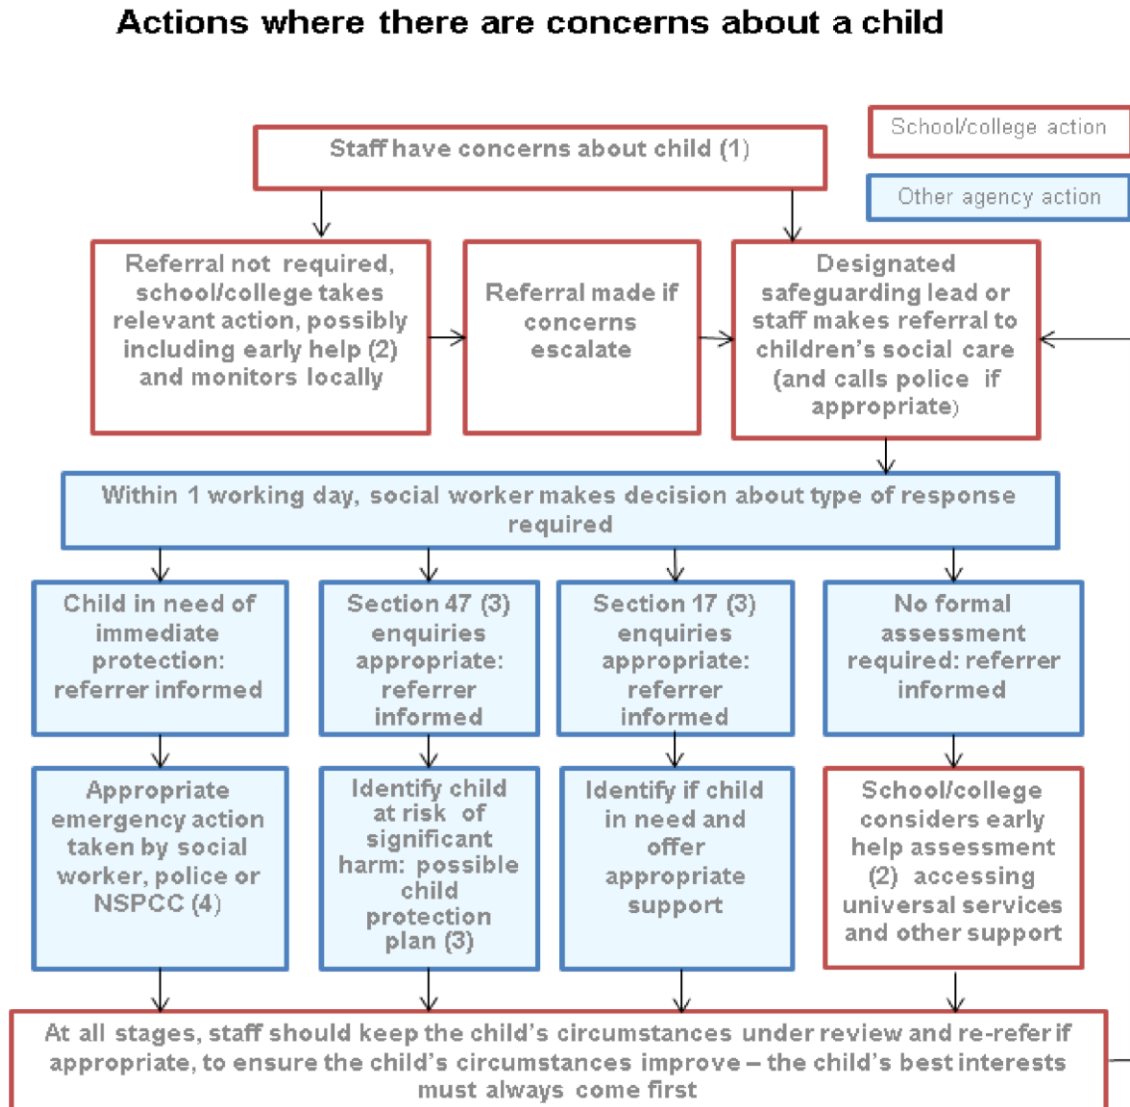 Actions where there are concerns about a child
School/college action
Staff have concerns about child (1)
Other agency action
Referral not required,
school/college takes
relevant action, possibly
including early help (2)
and monitors locally
Referral made if
concerns
escalate
Designated
safeguarding lead or
staff makes referral to
children's social care
(and calls police if
appropriate)
Within 1 working day, social worker makes decision about type of response
required
Child in need of
immediate
protection:
referrer informed
Section 47 (3)
enquiries
appropriate:
referrer
informed
Section 17 (3)
enquiries
appropriate:
referrer
informed
No formal
assessment
required: referrer
informed
Appropriate
emergency action
taken by social
worker, police or
NSPCC (4)
Identify child
at risk of
significant
harm: possible
child
protection
plan (3)
Identify if child
in need and
offer
appropriate
support
School/college
considers early
help assessment
(2) accessing
universal services
and other support
At all stages, staff should keep the child's circumstances under review and re-refer if
appropriate, to ensure the child's circumstances improve – the child's best interests
must always come first